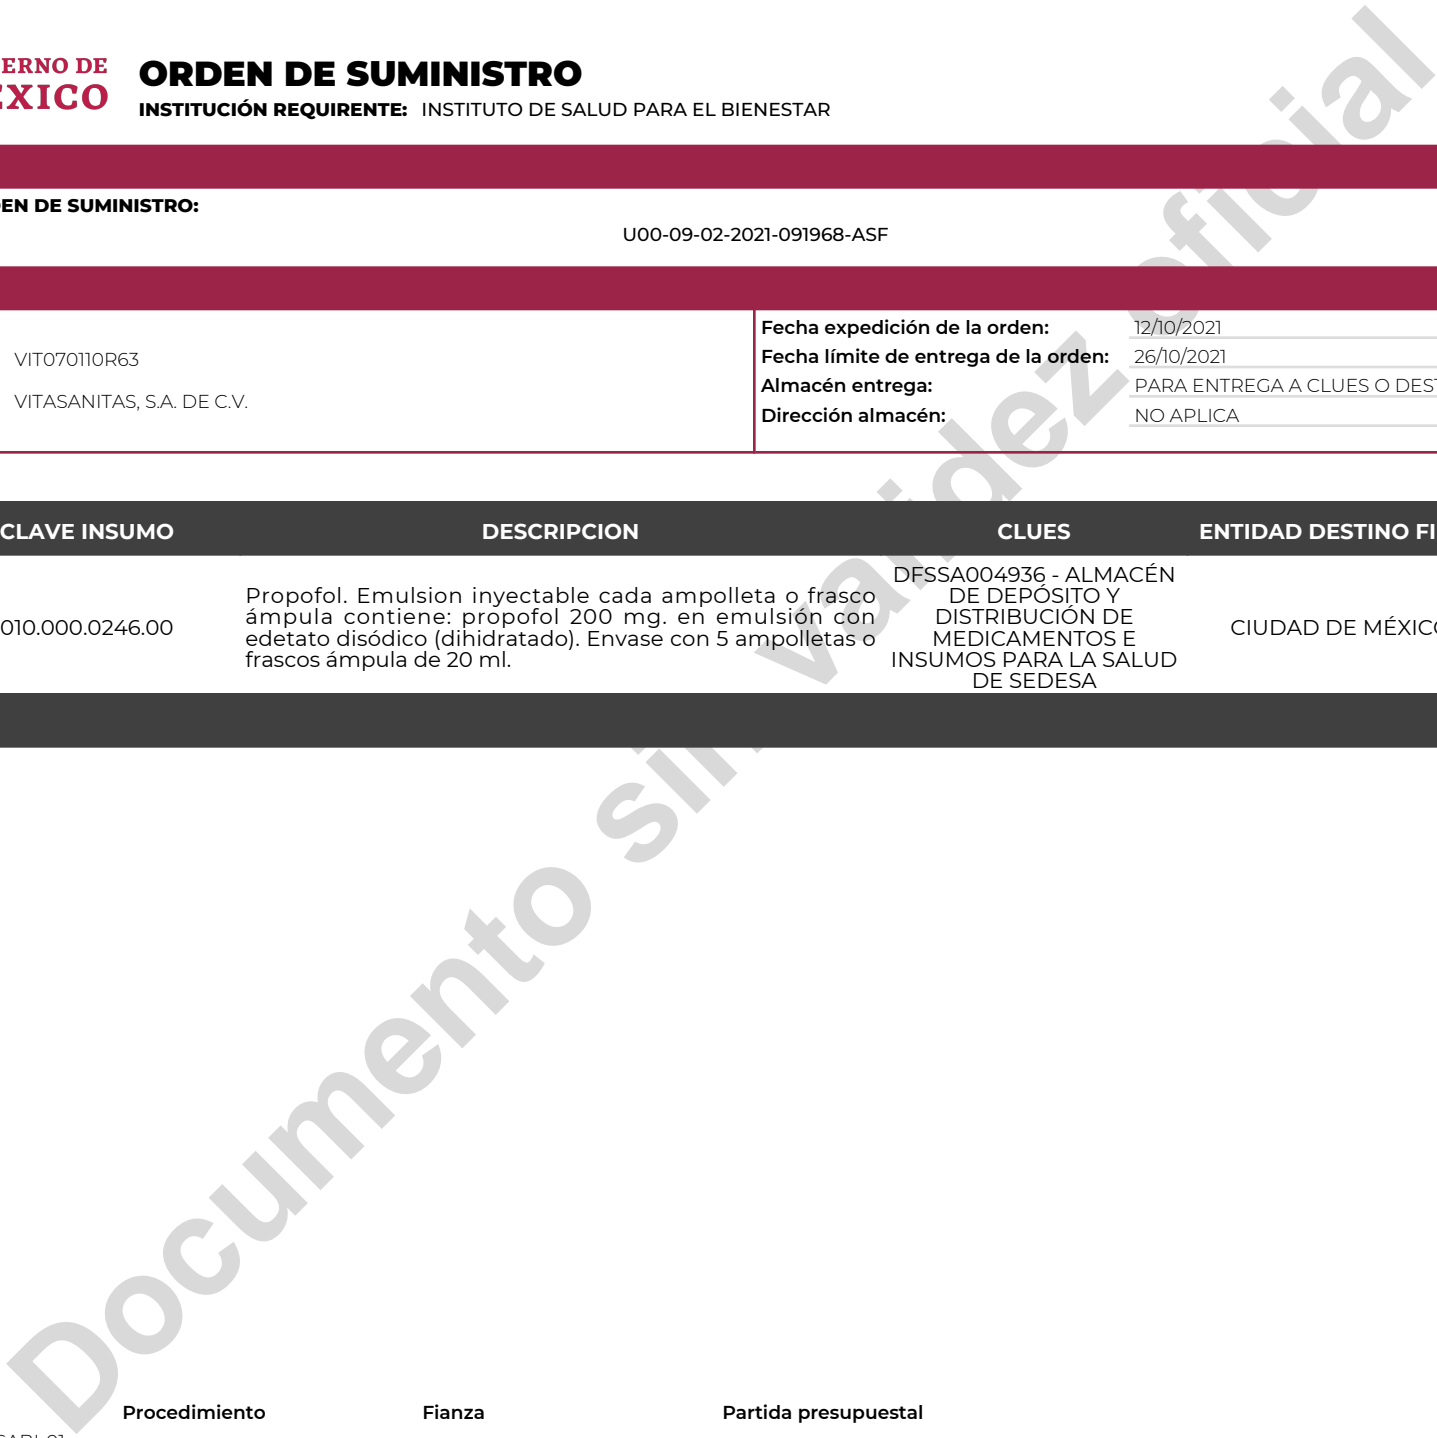 ERNO DE
ÉXICO
ORDEN DE SUMINISTRO
INSTITUCIÓN REQUIRENTE: INSTITUTO DE SALUD PARA EL BIENESTAR
EN DE SUMINISTRO:
U00-09-02-2021-091968-ASF
VIT070110R63
VITASANITAS, S.A. DE C.V.
Fecha expedición de la orden: 12/10/2021
Fecha límite de entrega de la orden: 26/10/2021
Almacén entrega: PARA ENTREGA A CLUES O DEST
Dirección almacén: NO APLICA
CLAVE INSUMO DESCRIPCION CLUES ENTIDAD DESTINO FI
010.000.0246.00
Propofol. Emulsion inyectable cada ampolleta o frasco
ámpula contiene: propofol 200 mg. en emulsión con
edetato disódico (dihidratado). Envase con 5 ampolletas o
frascos ámpula de 20 ml.
DFSSA004936 - ALMACÉN
DE DEPÓSITO Y
DISTRIBUCIÓN DE
MEDICAMENTOS E
INSUMOS PARA LA SALUD
DE SEDESA
CIUDAD DE MÉXICO
Documento sin validez oficial
Procedimiento Fianza Partida presupuestal